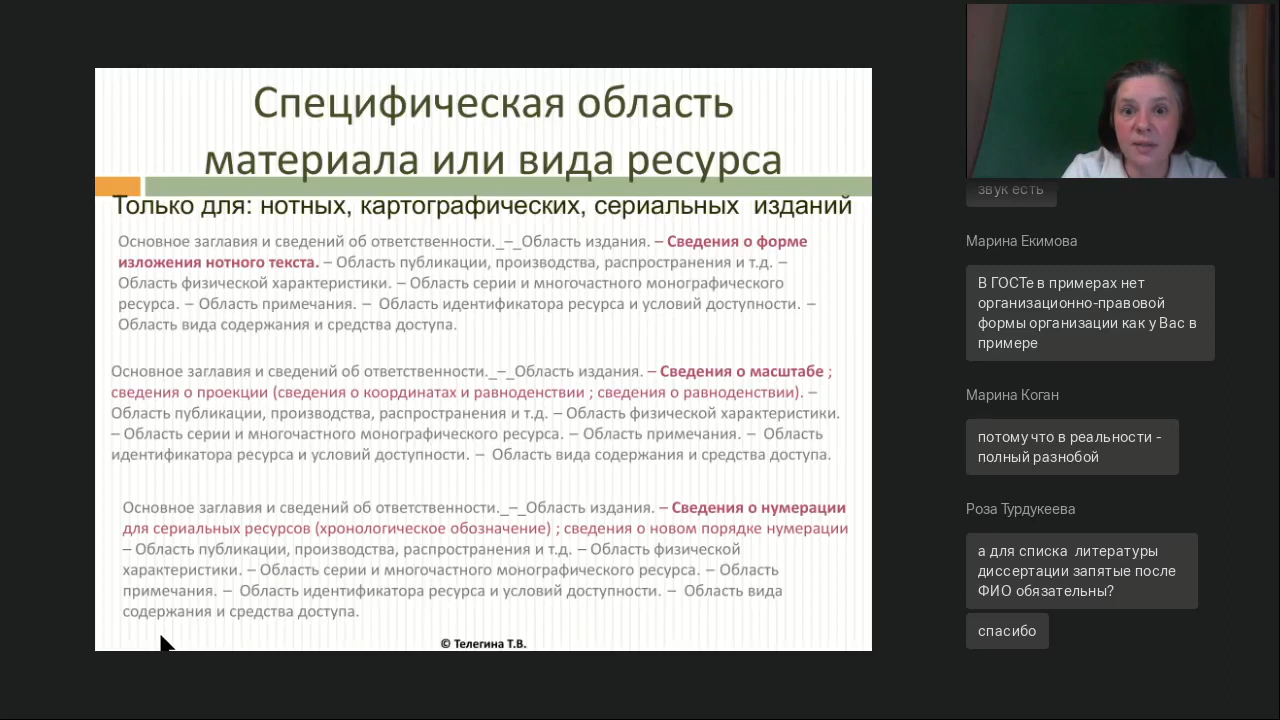 Специфическая область
материала или вида ресурса
Только для: нотных, картографических, сериальных изданий
Основное заглавия и сведений об ответственности._–_Область издания. – Сведения о форме
изложения нотного текста. – Область публикации, производства, распространения и т.д. –
Область физической характеристики. – Область серии и многочастного монографического
ресурса. – Область примечания. – Область идентификатора ресурса и условий доступности. –
Область вида содержания и средства доступа.
Основное заглавия и сведений об ответственности._–_Область издания. – Сведения о масштабе ;
сведения о проекции (сведения о координатах и равноденствии ; сведения о равноденствии). –
Область публикации, производства, распространения и т.д. – Область физической характеристики.
– Область серии и многочастного монографического ресурса. – Область примечания. – Область
идентификатора ресурса и условий доступности. – Область вида содержания и средства доступа.
Основное заглавия и сведений об ответственности._–_Область издания. – Сведения о нумерации
для сериальных ресурсов (хронологическое обозначение) ; сведения о новом порядке нумерации
– Область публикации, производства, распространения и т.д. – Область физической
характеристики. – Область серии и многочастного монографического ресурса. – Область
примечания. – Область идентификатора ресурса и условий доступности. – Область вида
содержания и средства доступа.
© Телегина Т.В.
звук есть
Марина Екимова
В ГОСТе в примерах нет
организационно-правовой
формы организации как у Вас в
примере
Марина Коган
потому что в реальности -
полный разнобой
Роза Турдукеева
а для списка литературы
диссертации запятые после
ФИО обязательны?
спасибо